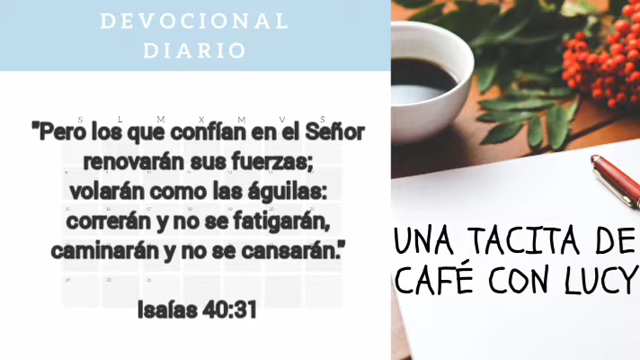 DEVOCIONAL
DIARIO
S L M X M V S
"Pero los que confían en el Señor
renovarán sus fuerzas;
volarán como las águilas:
correrán y no se fatigarán,
caminarán y no se cansarán."
Isaías 40:31
UNA TACITA DE
CAFÉ CON LUCY